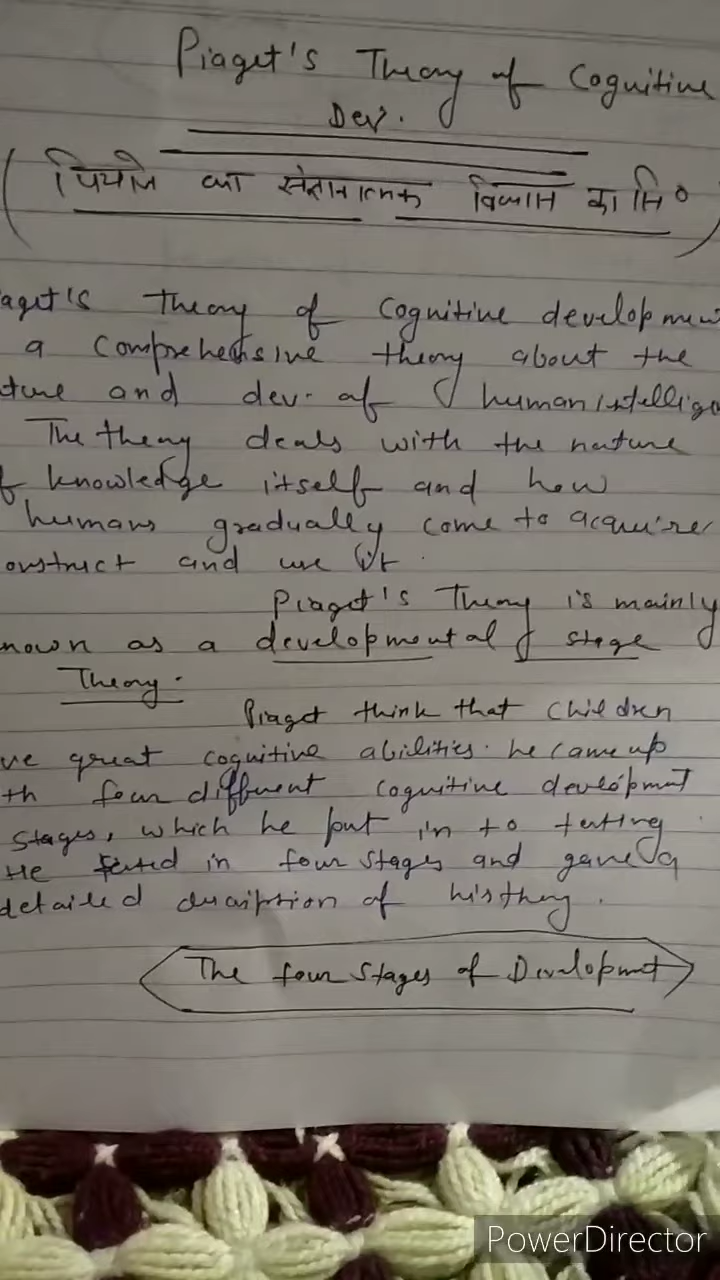 Piaget's Theory of Cognitive
Dev.
(पियाजे का संज्ञानात्मक विकास का सि०)
aget's Theory of Cognitive developmen
a comprehensive theory about the
ture and dev. of human intellige
The theory deals with the nature
f knowledge itself and how
humans gradually come to acquire
onstruct and use it.
Piaget's Theory is mainly
nown as a developmental stage
Theory.
Piaget think that children
ve great cognitive abilities. he came up
th four different cognitive development
stages, which he put in to testing.
He in four stages and gave a
detailed description of his theory.
The four stages of Development
PowerDirector